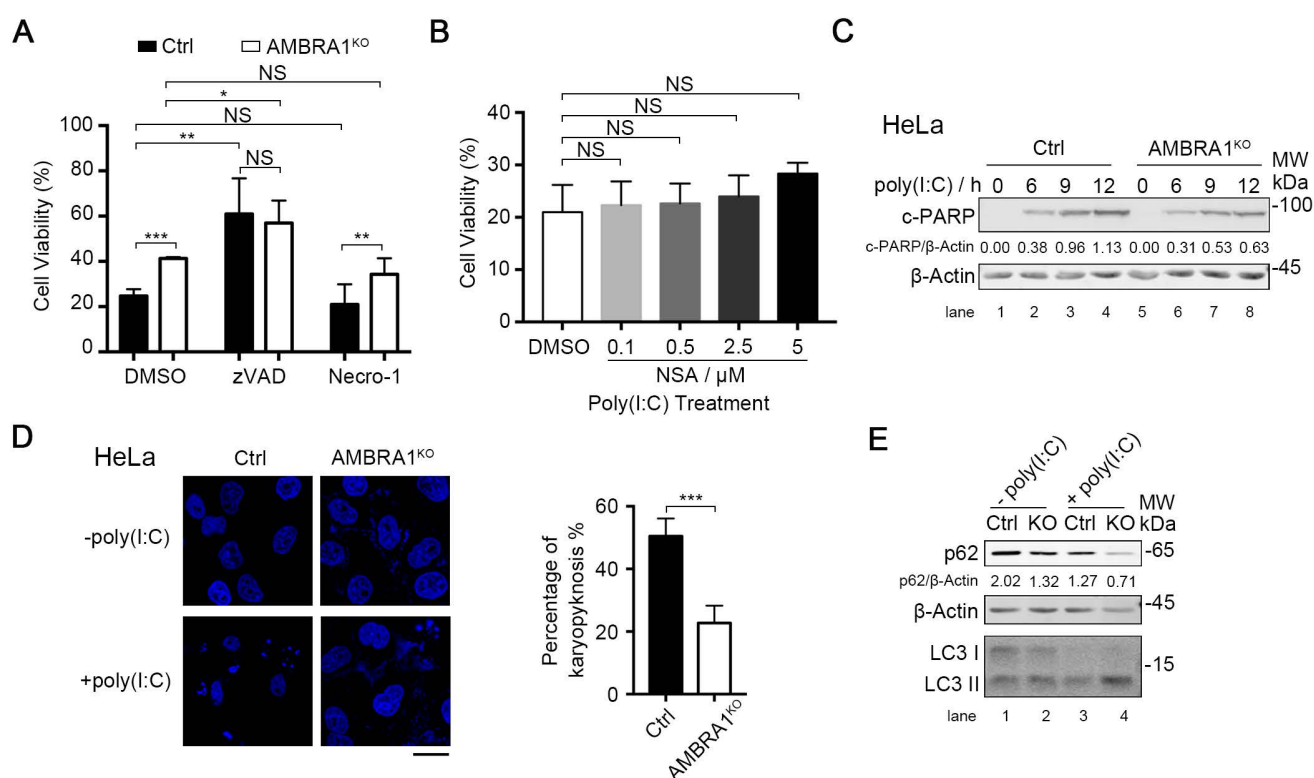 A
Ctrl
AMBRA1ᴷᴼ
NS
*
NS
**
NS
***
**
Cell Viability (%)
100
80
60
40
20
0
DMSO
zVAD
Necro-1
B
NS
NS
NS
NS
Cell Viability (%)
40
30
20
10
0
DMSO
0.1
0.5
2.5
5
NSA / μM
Poly(I:C) Treatment
C
HeLa
Ctrl AMBRA1ᴷᴼ MW
kDa
poly(I:C) / h 0 6 9 12 0 6 9 12
c-PARP -100
c-PARP/β-Actin 0.00 0.38 0.96 1.13 0.00 0.31 0.53 0.63
β-Actin -45
lane 1 2 3 4 5 6 7 8
D
HeLa Ctrl AMBRA1ᴷᴼ
-poly(I:C)
+poly(I:C)
Percentage of
karyopyknosis %
***
60
40
20
0
Ctrl
AMBRA1ᴷᴼ
E
- poly(I:C)
+ poly(I:C)
MW
kDa
Ctrl KO Ctrl KO
p62 -65
p62/β-Actin 2.02 1.32 1.27 0.71
β-Actin -45
LC3 I
-15
LC3 II
lane 1 2 3 4